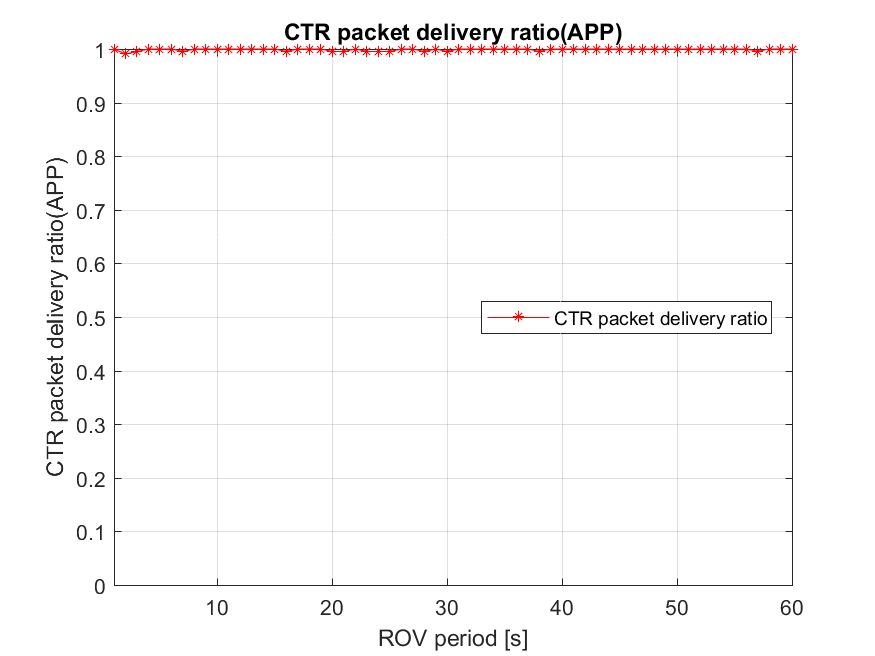 CTR packet delivery ratio(APP)
CTR packet delivery ratio(APP)
1
0.9
0.8
0.7
0.6
0.5
0.4
0.3
0.2
0.1
0
CTR packet delivery ratio
10 20 30 40 50 60
ROV period [s]